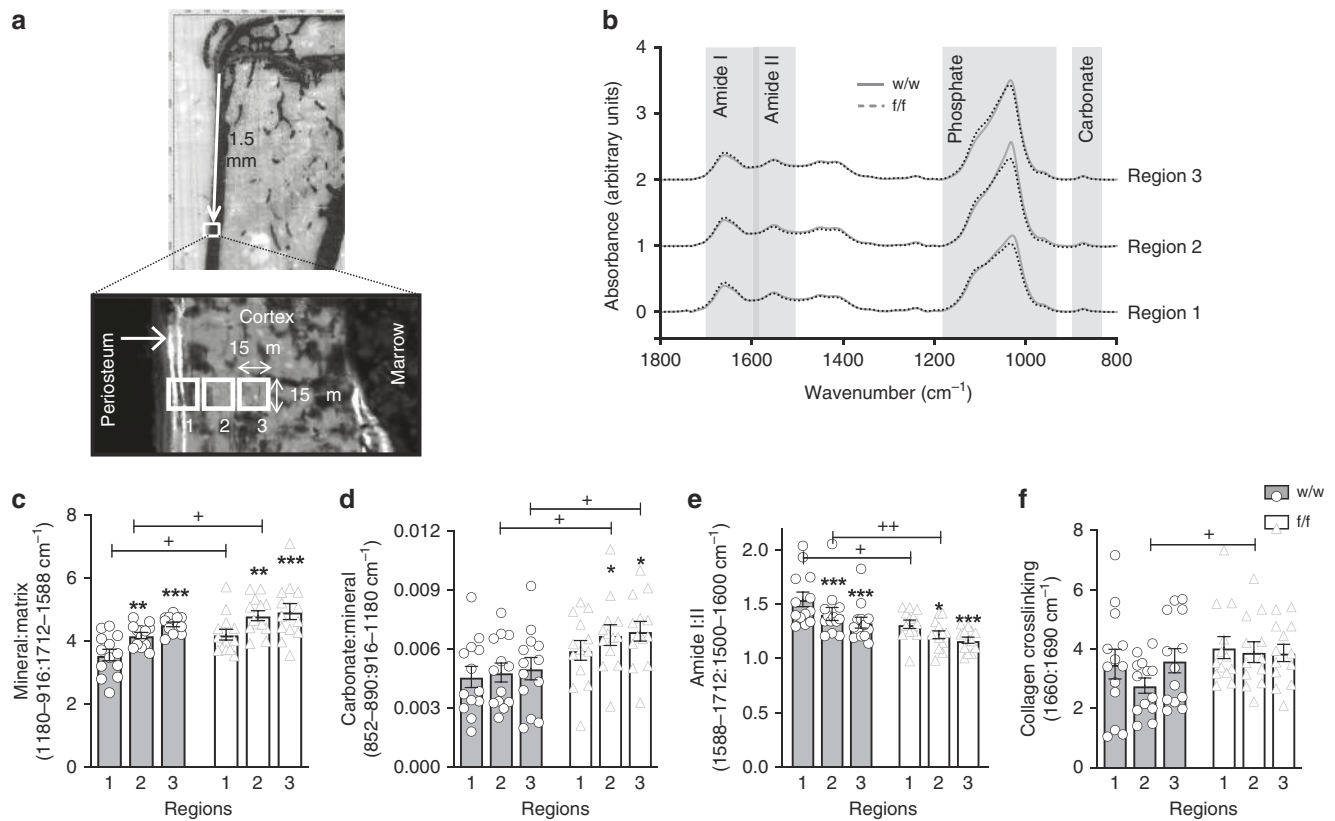 a
1.5
mm
Periosteum
Cortex
15 m
15 m
1 2 3
Marrow
b
Absorbance (arbitrary units)
4
3
2
1
0
Amide I
Amide II
w/w
f/f
Phosphate
Carbonate
Region 3
Region 2
Region 1
1800 1600 1400 1200 1000 800
Wavenumber (cm⁻¹)
c
Mineral:matrix
(1180–916:1712–1588 cm⁻¹)
8
6
4
2
0
+
+
** *** ** ***
1 2 3 1 2 3
Regions
d
Carbonate:mineral
(852–890:916–1180 cm⁻¹)
0.012
0.009
0.006
0.003
0.000
+
+
* *
1 2 3 1 2 3
Regions
e
Amide I:II
(1588–1712:1500–1600 cm⁻¹)
2.0
1.5
1.0
0.5
0.0
++
+
*** *** * ***
1 2 3 1 2 3
Regions
f
Collagen crosslinking
(1660:1690 cm⁻¹)
8
6
4
2
0
+
w/w
f/f
1 2 3 1 2 3
Regions